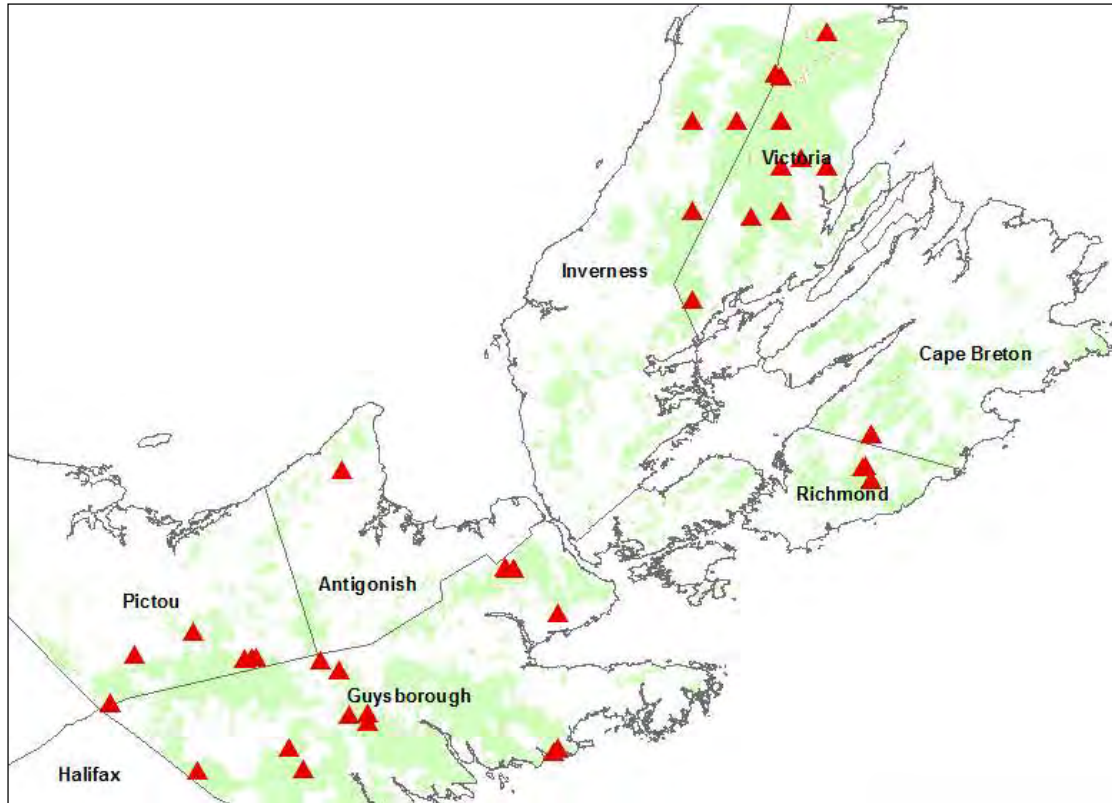 Victoria
Inverness
Cape Breton
Richmond
Antigonish
Pictou
Guysborough
Halifax